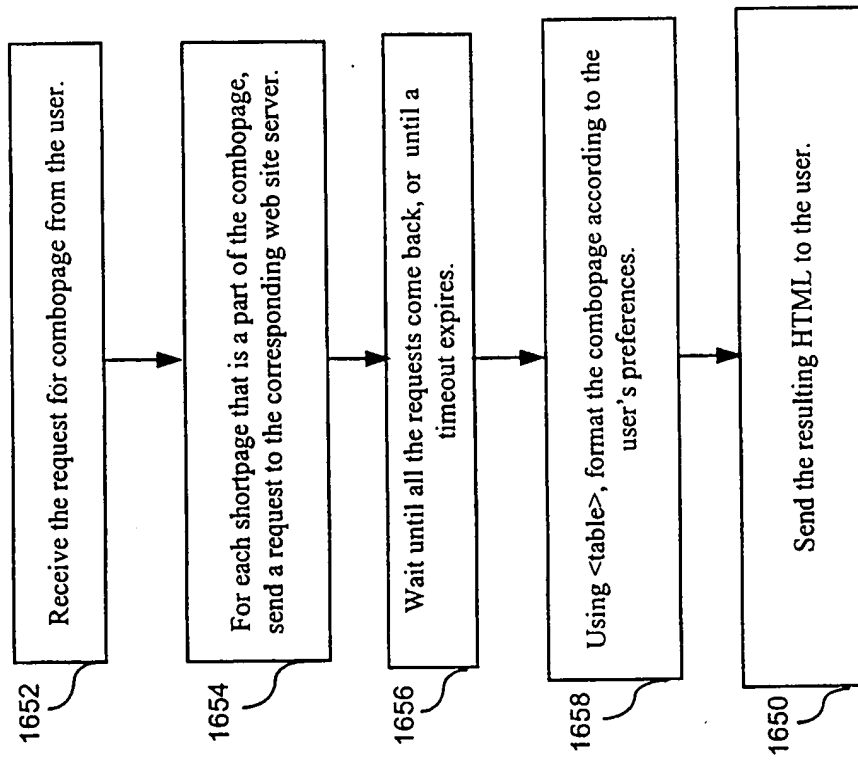 1652
Receive the request for combopage from the user.
1654
For each shortpage that is a part of the combopage,
send a request to the corresponding web site server.
1656
Wait until all the requests come back, or until a
timeout expires.
1658
Using <table>, format the combopage according to the
user's preferences.
1650
Send the resulting HTML to the user.